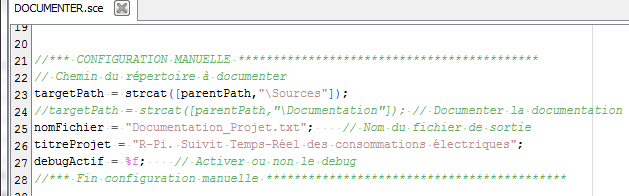 DOCUMENTER.sce
19
20
21 //*** CONFIGURATION MANUELLE *******************************************
22 // Chemin du répertoire à documenter
23 targetPath = strcat([parentPath,"\Sources"]);
24 //targetPath = strcat([parentPath,"\Documentation"]); // Documenter la documentation
25 nomFichier = "Documentation_Projet.txt"; // Nom du fichier de sortie
26 titreProjet = "R-Pi. Suivit Temps-Réel des consommations électriques";
27 debugActif = %f; // Activer ou non le debug
28 //*** Fin configuration manuelle *******************************************